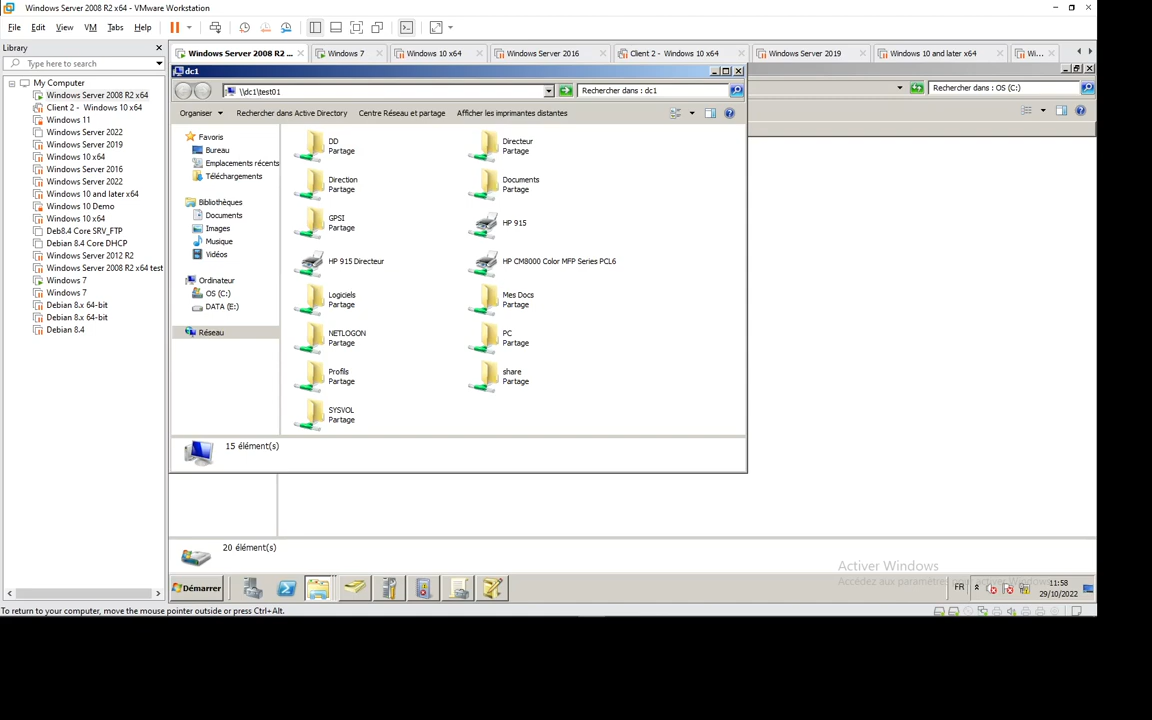 Windows Server 2008 R2 x64 - VMware Workstation
File Edit View VM Tabs Help
Library
Type here to search
My Computer
Windows Server 2008 R2 x64
Client 2 - Windows 10 x64
Windows 11
Windows Server 2022
Windows Server 2019
Windows 10 x64
Windows Server 2016
Windows Server 2022
Windows 10 and later x64
Windows 10 Demo
Windows 10 x64
Deb8.4 Core SRV_FTP
Debian 8.4 Core DHCP
Windows Server 2012 R2
Windows Server 2008 R2 x64 test
Windows 7
Windows 7
Debian 8.x 64-bit
Debian 8.x 64-bit
Debian 8.4
Windows Server 2008 R2 ... Windows 7 Windows 10 x64 Windows Server 2016 Client 2 - Windows 10 x64 Windows Server 2019 Windows 10 and later x64 Wi...
dc1
\\dc1\test01 Rechercher dans : dc1
Rechercher dans : OS (C:)
Organiser Rechercher dans Active Directory Centre Réseau et partage Afficher les imprimantes distantes
Favoris
Bureau
Emplacements récents
Téléchargements
Bibliothèques
Documents
Images
Musique
Vidéos
Ordinateur
OS (C:)
DATA (E:)
Réseau
DD
Partage
Directeur
Partage
Direction
Partage
Documents
Partage
GPSI
Partage
HP 915
HP 915 Directeur
HP CM8000 Color MFP Series PCL6
Logiciels
Partage
Mes Docs
Partage
NETLOGON
Partage
PC
Partage
Profils
Partage
share
Partage
SYSVOL
Partage
15 élément(s)
20 élément(s)
Activer Windows
Accédez aux paramètres
activer Windows
Démarrer
FR
11:58
29/10/2022
To return to your computer, move the mouse pointer outside or press Ctrl+Alt.